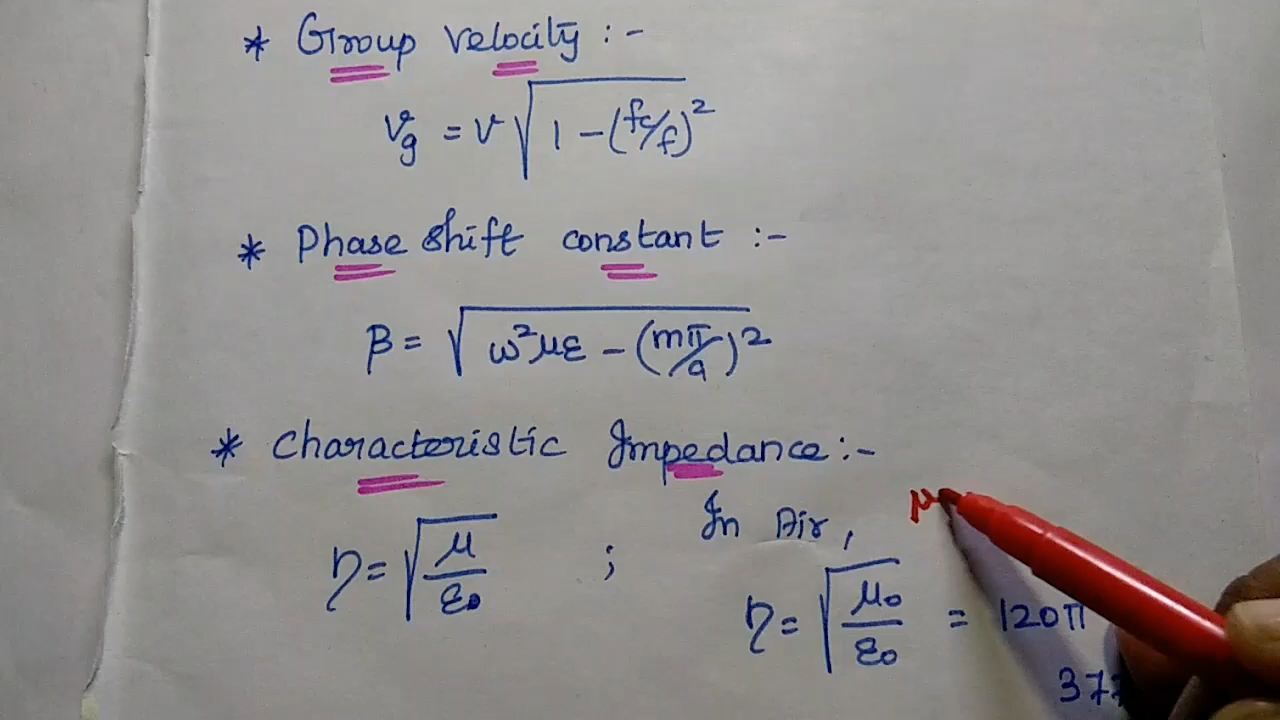 * Group velocity :-
vg = v √(1 - (fc/f)²)
* Phase shift constant :-
β = √(ω²με - (mπ/a)²)
* Characteristic Impedance :-
η = √(μ/ε₀) ; In Air, μ
η = √(μ₀/ε₀) = 120π
377